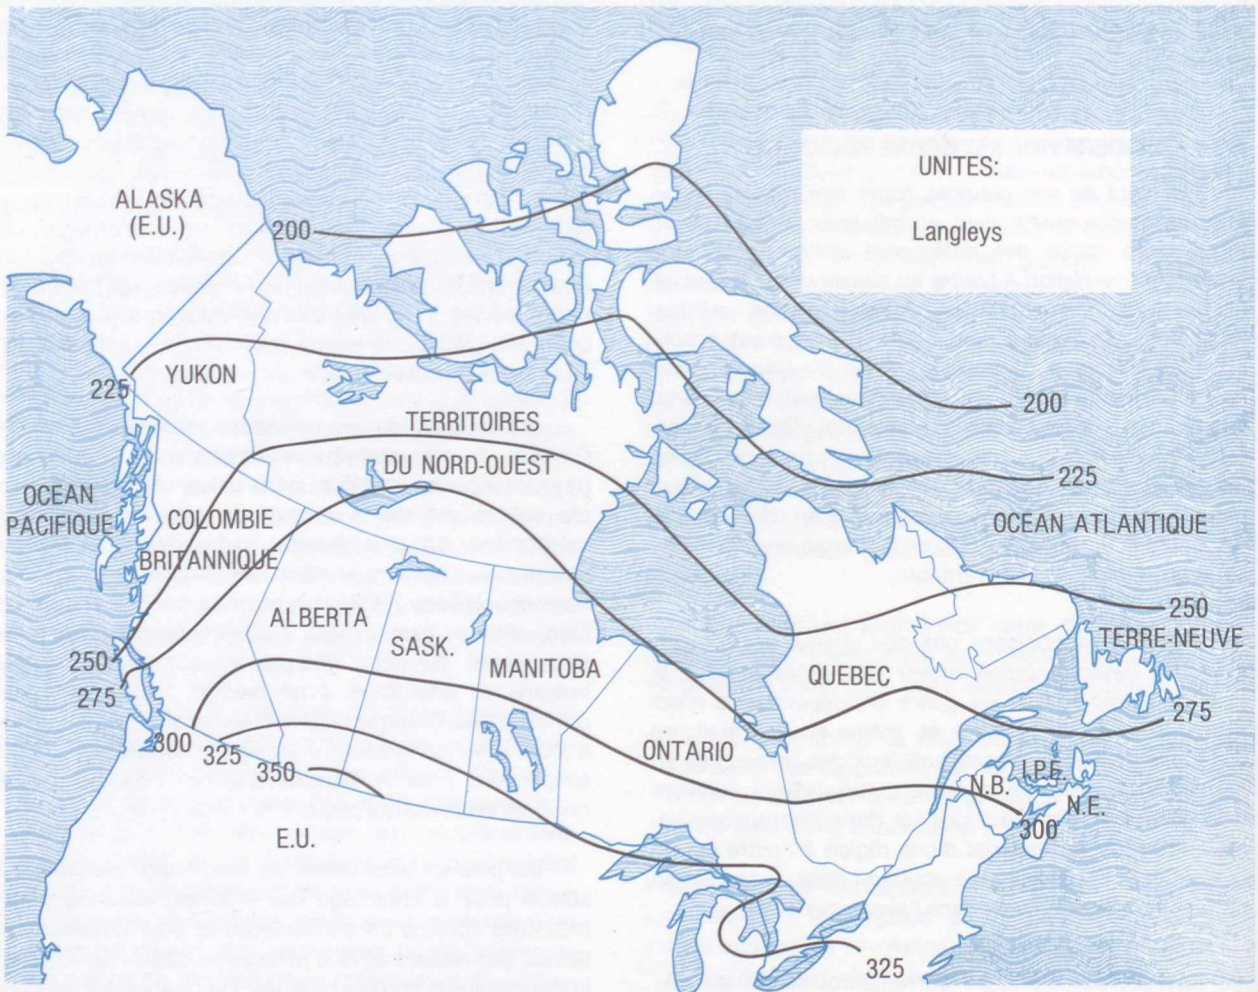 UNITES:
Langleys
ALASKA
(E.U.)
200
225
YUKON
TERRITOIRES
DU NORD-OUEST
200
225
OCEAN
PACIFIQUE
COLOMBIE
BRITANNIQUE
OCEAN ATLANTIQUE
ALBERTA
SASK.
MANITOBA
ONTARIO
QUEBEC
250
TERRE-NEUVE
275
250
275
300
325
350
E.U.
N.B.
I.P.E.
N.E.
300
325